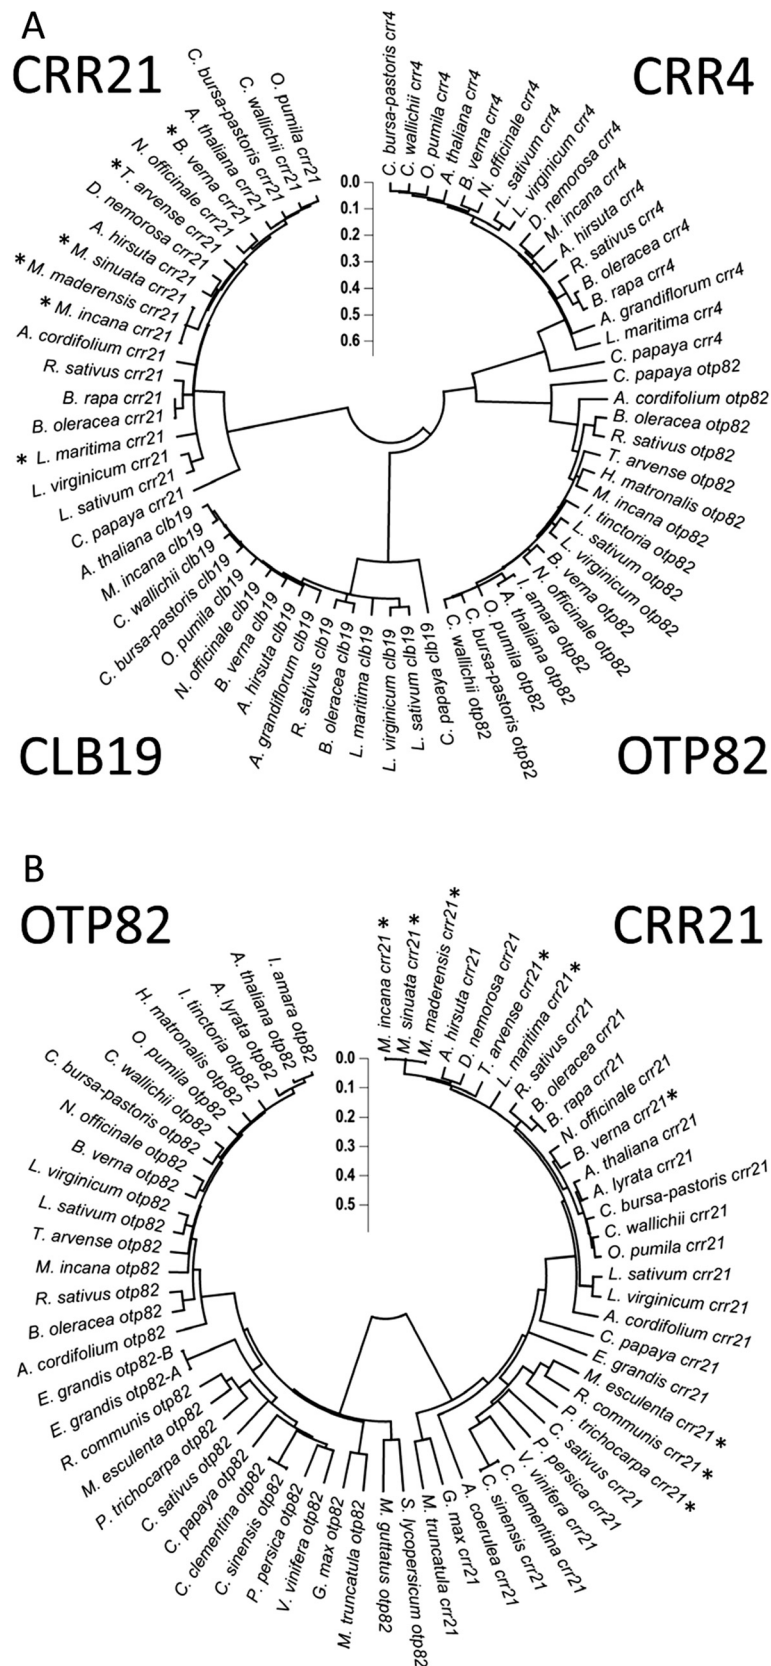 A
CRR21
CRR4
C. bursa-pastoris crr4
C. wallichii crr4
O. pumila crr4
A. thaliana crr4
B. verna crr4
N. officinale crr4
L. sativum crr4
L. virginicum crr4
D. nemorosa crr4
M. incana crr4
A. hirsuta crr4
R. sativus crr4
B. oleracea crr4
B. rapa crr4
A. grandiflorum crr4
L. maritima crr4
C. papaya crr4
C. papaya otp82
A. cordifolium otp82
B. oleracea otp82
R. sativus otp82
T. arvense otp82
H. matronalis otp82
M. incana otp82
I. tinctoria otp82
L. sativum otp82
L. virginicum otp82
B. verna otp82
N. officinale otp82
I. amara otp82
A. thaliana otp82
O. pumila otp82
C. bursa-pastoris otp82
C. wallichii otp82
C. papaya clb19
L. sativum clb19
L. virginicum clb19
L. maritima clb19
B. oleracea clb19
R. sativus clb19
A. grandiflorum clb19
A. hirsuta clb19
B. verna clb19
N. officinale clb19
O. pumila clb19
C. bursa-pastoris clb19
C. wallichii clb19
M. incana clb19
A. thaliana clb19
C. papaya crr21
L. sativum crr21
L. virginicum crr21
* L. maritima crr21
B. oleracea crr21
B. rapa crr21
R. sativus crr21
A. cordifolium crr21
* M. incana crr21
* M. maderensis crr21
* M. sinuata crr21
A. hirsuta crr21
D. nemorosa crr21
* T. arvense crr21
N. officinale crr21
* B. verna crr21
A. thaliana crr21
C. bursa-pastoris crr21
C. wallichii crr21
O. pumila crr21
0.0
0.1
0.2
0.3
0.4
0.5
0.6
CLB19
OTP82
B
OTP82
CRR21
M. incana crr21 *
M. sinuata crr21 *
M. maderensis crr21 *
A. hirsuta crr21
D. nemorosa crr21
T. arvense crr21 *
L. maritima crr21 *
R. sativus crr21
B. oleracea crr21
B. rapa crr21
N. officinale crr21
B. verna crr21 *
A. thaliana crr21
A. lyrata crr21
C. bursa-pastoris crr21
C. wallichii crr21
O. pumila crr21
L. sativum crr21
L. virginicum crr21
A. cordifolium crr21
C. papaya crr21
E. grandis crr21
M. esculenta crr21 *
R. communis crr21 *
P. trichocarpa crr21 *
C. sativus crr21
P. persica crr21
V. vinifera crr21
C. clementina crr21
C. sinensis crr21
A. coerulea crr21
G. max crr21
M. truncatula crr21
S. lycopersicum otp82
M. guttatus otp82
M. truncatula otp82
G. max otp82
V. vinifera otp82
P. persica otp82
C. sinensis otp82
C. clementina otp82
C. papaya otp82
C. sativus otp82
P. trichocarpa otp82
M. esculenta otp82
R. communis otp82
E. grandis otp82-A
E. grandis otp82-B
A. cordifolium otp82
B. oleracea otp82
R. sativus otp82
M. incana otp82
T. arvense otp82
L. sativum otp82
L. virginicum otp82
B. verna otp82
N. officinale otp82
C. bursa-pastoris otp82
C. wallichii otp82
O. pumila otp82
H. matronalis otp82
I. tinctoria otp82
A. lyrata otp82
A. thaliana otp82
I. amara otp82
0.0
0.1
0.2
0.3
0.4
0.5